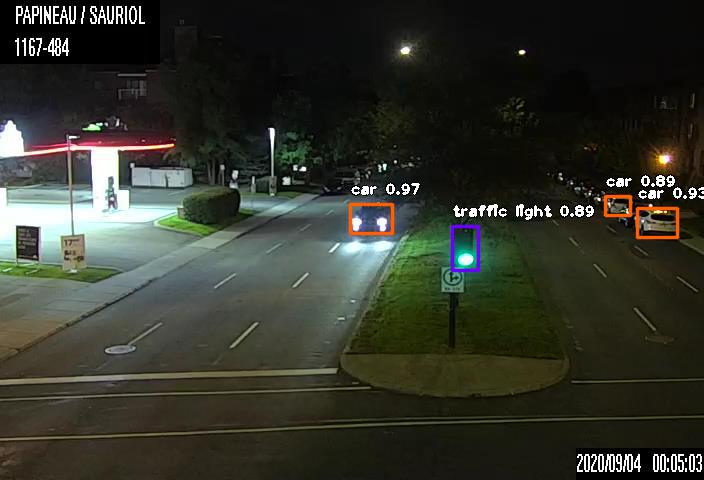 PAPINEAU / SAURIOL
1167-484
car 0.97
car 0.89
car 0.93
traffic light 0.89
17
2020/09/04 00:05:03